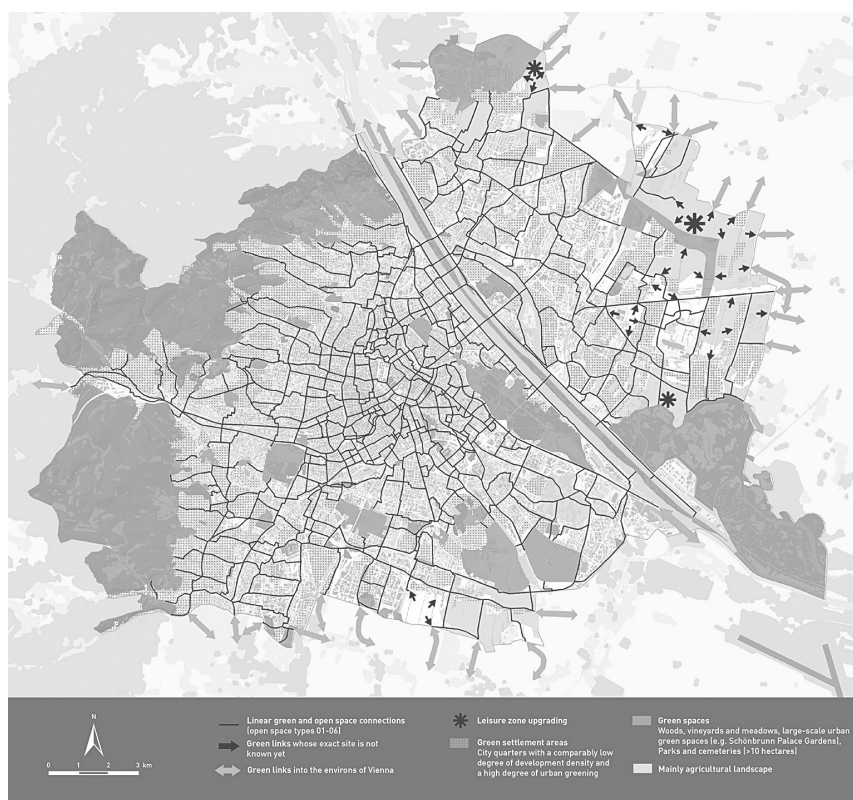 N
0 1 2 3 km
Linear green and open space connections
(open space types 01-06)
Green links whose exact site is not
known yet
Green links into the environs of Vienna
Leisure zone upgrading
Green settlement areas
City quarters with a comparably low
degree of development density and
a high degree of urban greening
Green spaces
Woods, vineyards and meadows, large-scale urban
green spaces (e.g. Schönbrunn Palace Gardens),
Parks and cemeteries (>10 hectares)
Mainly agricultural landscape